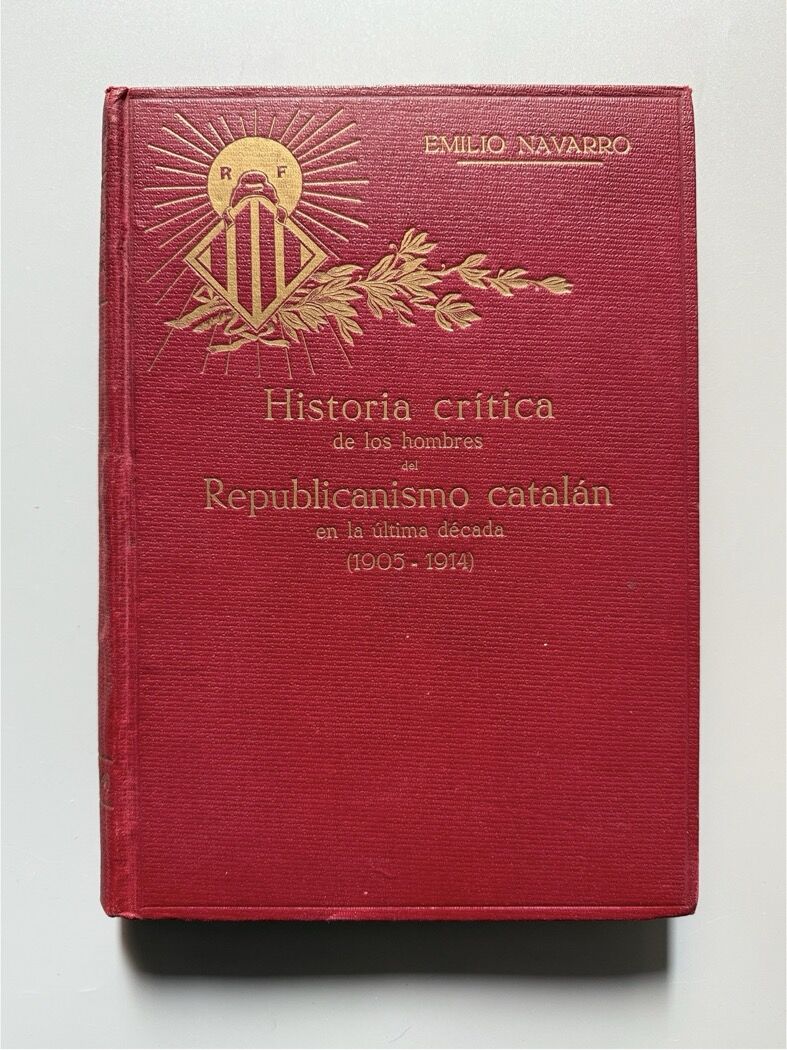 EMILIO NAVARRO
R F
Historia crítica
de los hombres
del
Republicanismo catalán
en la última década
(1905 - 1914)